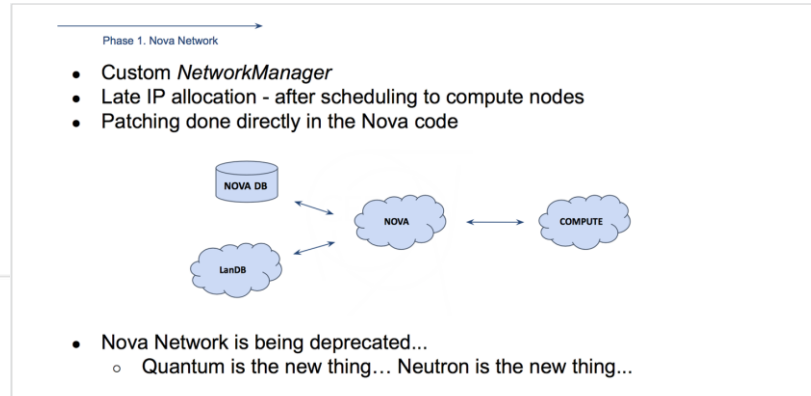 Phase 1. Nova Network
● Custom NetworkManager
● Late IP allocation - after scheduling to compute nodes
● Patching done directly in the Nova code
NOVA DB
NOVA
COMPUTE
LanDB
● Nova Network is being deprecated...
○ Quantum is the new thing... Neutron is the new thing...